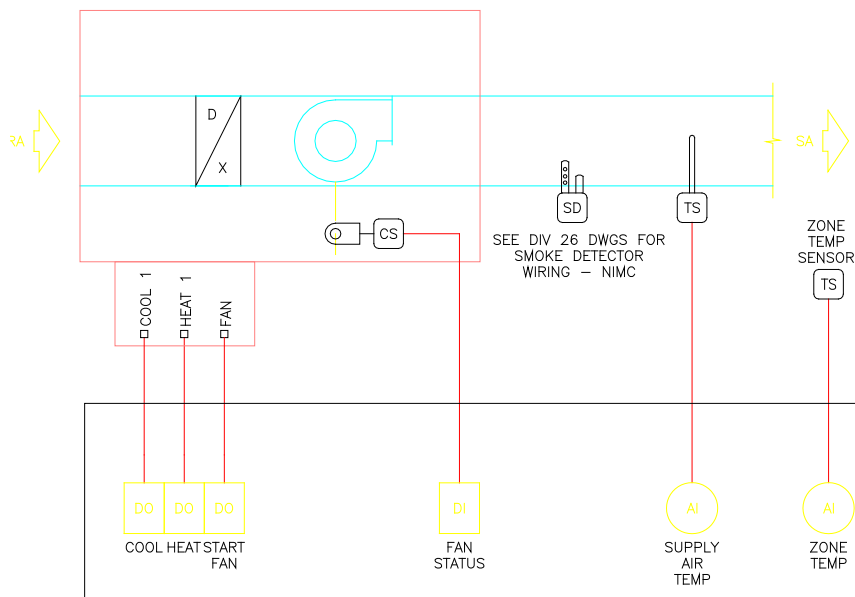 D
X
RA
SA
SD
TS
CS
SEE DIV 26 DWGS FOR
SMOKE DETECTOR
WIRING – NIMC
ZONE
TEMP
SENSOR
TS
COOL 1
HEAT 1
FAN
DO
DO
DO
DI
AI
AI
COOL
HEAT
START
FAN
FAN
STATUS
SUPPLY
AIR
TEMP
ZONE
TEMP